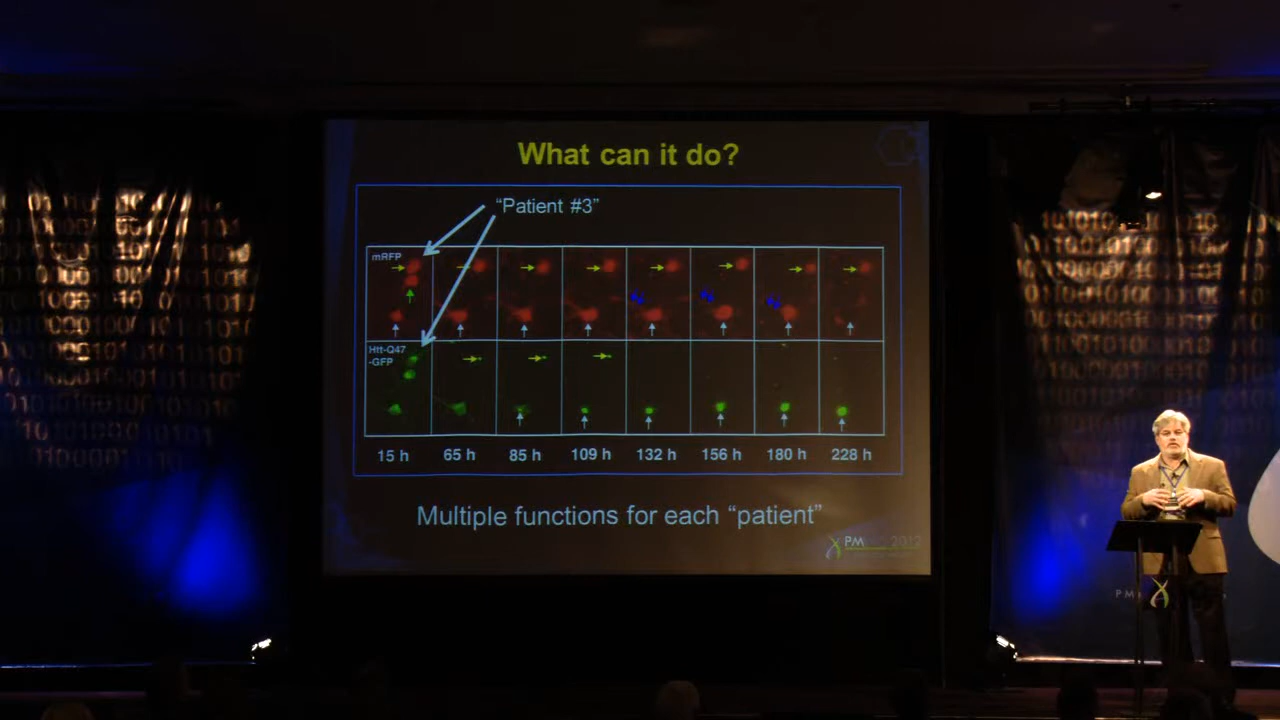 What can it do?
"Patient #3"
mRFP
Htt-Q47
-GFP
15 h 65 h 85 h 109 h 132 h 156 h 180 h 228 h
Multiple functions for each "patient"
2012